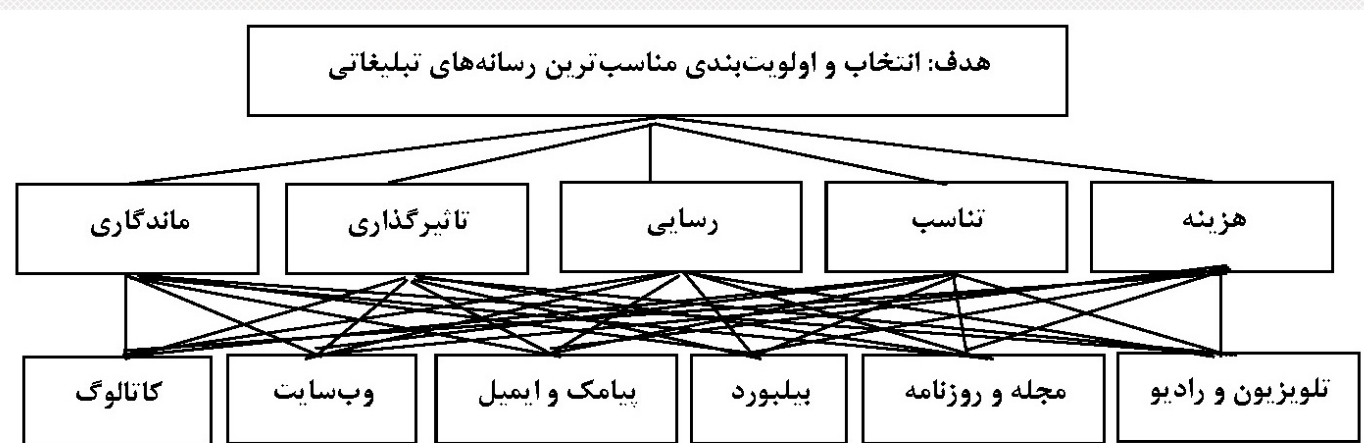 هدف: انتخاب و اولویت‌بندی مناسب‌ترین رسانه‌های تبلیغاتی
هزینه
تناسب
رسایی
تاثیرگذاری
ماندگاری
تلویزیون و رادیو
مجله و روزنامه
بیلبورد
پیامک و ایمیل
وب‌سایت
کاتالوگ